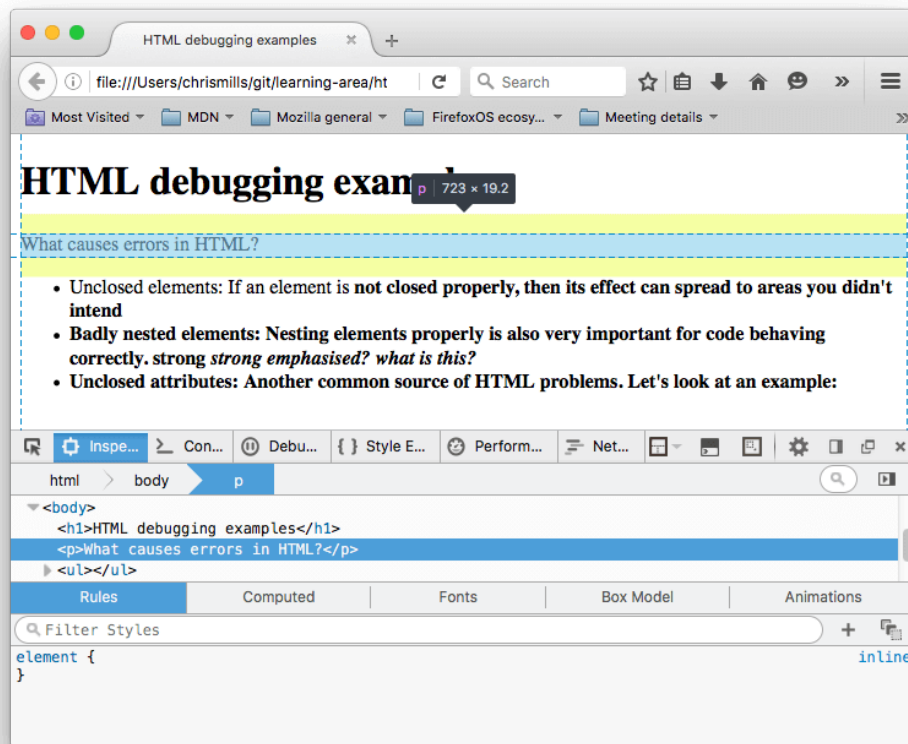 HTML debugging examples
file:///Users/chrismills/git/learning-area/ht
Search
Most Visited MDN Mozilla general FirefoxOS ecosy... Meeting details
HTML debugging exam
p 723 × 19.2
What causes errors in HTML?
• Unclosed elements: If an element is not closed properly, then its effect can spread to areas you didn't
intend
• Badly nested elements: Nesting elements properly is also very important for code behaving
correctly. strong strong emphasised? what is this?
• Unclosed attributes: Another common source of HTML problems. Let's look at an example:
Inspe... Con... Debu... { } Style E... Perform... Net...
html body p
<body>
<h1>HTML debugging examples</h1>
<p>What causes errors in HTML?</p>
<ul></ul>
Rules Computed Fonts Box Model Animations
Filter Styles
element { inline
}